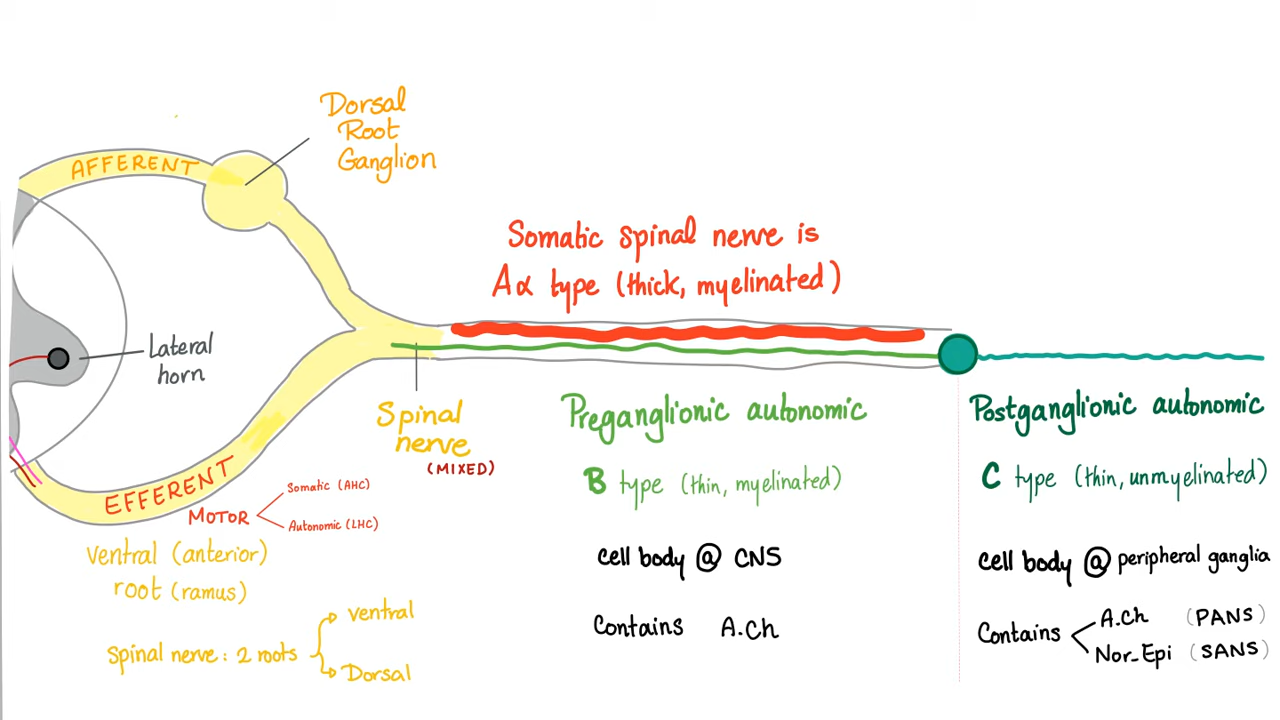 Dorsal
Root
Ganglion
AFFERENT
Somatic spinal nerve is
Aα type (thick, myelinated)
Lateral
horn
Spinal
nerve
(MIXED)
EFFERENT
MOTOR
Somatic (AHC)
Autonomic (LHC)
ventral (anterior)
root (ramus)
Spinal nerve: 2 roots
ventral
Dorsal
Preganglionic autonomic
B type (thin, myelinated)
cell body @ CNS
Contains A.Ch
Postganglionic autonomic
C type (thin, unmyelinated)
cell body @ peripheral ganglia
Contains
A.Ch (PANS)
Nor_Epi (SANS)